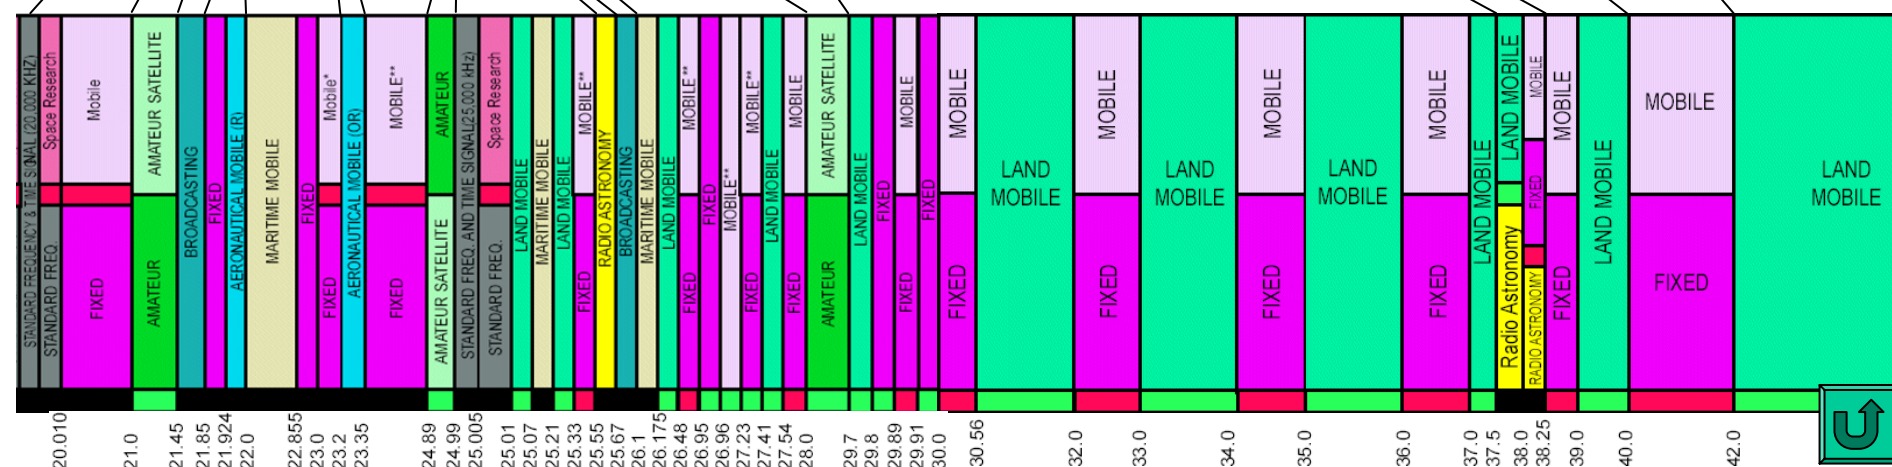 STANDARD FREQUENCY & TIME SIGNAL (20,000 KHZ)
Space Research
STANDARD FREQ.
Mobile
FIXED
AMATEUR SATELLITE
AMATEUR
BROADCASTING
FIXED
AERONAUTICAL MOBILE (R)
MARITIME MOBILE
FIXED
Mobile*
FIXED
AERONAUTICAL MOBILE (OR)
MOBILE**
FIXED
AMATEUR
AMATEUR SATELLITE
STANDARD FREQ. AND TIME SIGNAL(25,000 kHz)
Space Research
STANDARD FREQ.
LAND MOBILE
MARITIME MOBILE
LAND MOBILE
MOBILE**
FIXED
RADIO ASTRONOMY
BROADCASTING
MARITIME MOBILE
LAND MOBILE
MOBILE**
FIXED
FIXED
MOBILE**
MOBILE**
FIXED
LAND MOBILE
MOBILE
FIXED
AMATEUR SATELLITE
AMATEUR
LAND MOBILE
FIXED
MOBILE
FIXED
FIXED
MOBILE
FIXED
LAND
MOBILE
MOBILE
FIXED
LAND
MOBILE
MOBILE
FIXED
LAND
MOBILE
MOBILE
FIXED
LAND MOBILE
LAND MOBILE
Radio Astronomy
MOBILE
FIXED
RADIO ASTRONOMY
MOBILE
FIXED
LAND MOBILE
MOBILE
FIXED
LAND
MOBILE
20.010
21.0
21.45
21.85
21.924
22.0
22.855
23.0
23.2
23.35
24.89
24.99
25.005
25.01
25.07
25.21
25.33
25.55
25.67
26.1
26.175
26.48
26.95
26.96
27.23
27.41
27.54
28.0
29.7
29.8
29.89
29.91
30.0
30.56
32.0
33.0
34.0
35.0
36.0
37.0
37.5
38.0
38.25
39.0
40.0
42.0